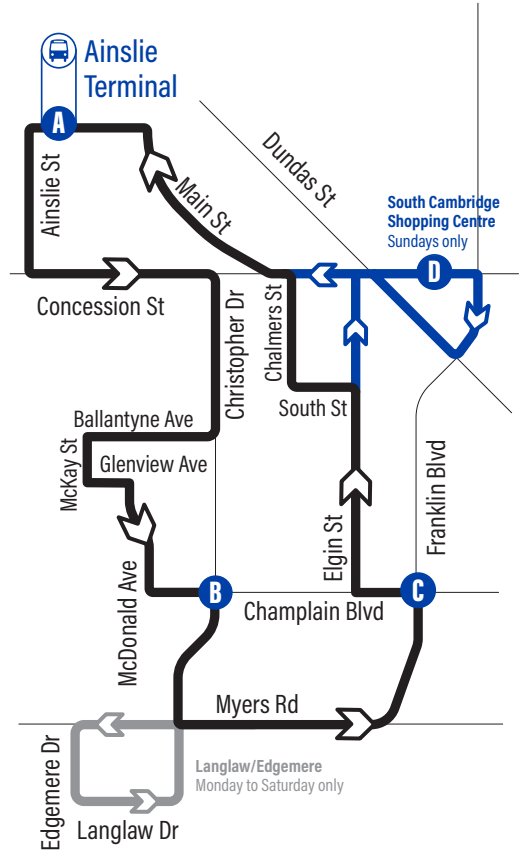 Ainslie
Terminal
A
Ainslie St
Main St
Dundas St
South Cambridge
Shopping Centre
Sundays only
D
Concession St
Christopher Dr
Chalmers St
South St
Ballantyne Ave
McKay St
Glenview Ave
Franklin Blvd
Elgin St
McDonald Ave
B
Champlain Blvd
C
Myers Rd
Edgemere Dr
Langlaw/Edgemere
Monday to Saturday only
Langlaw Dr